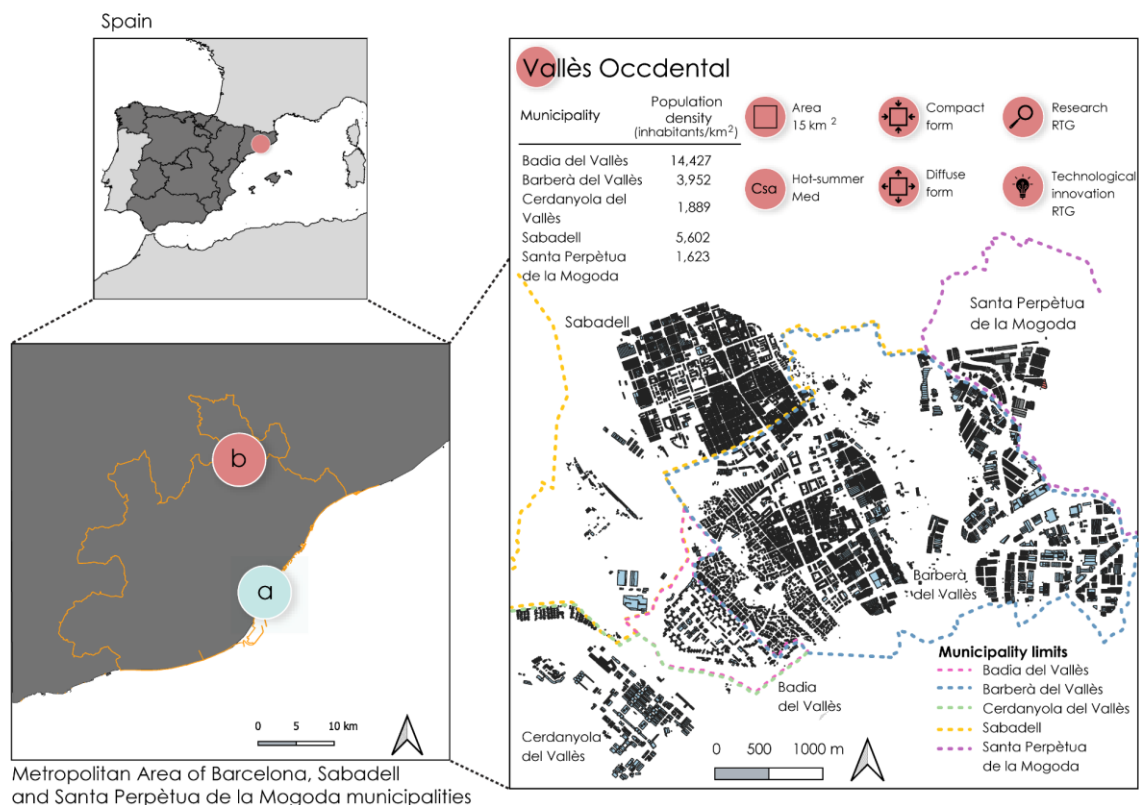 Spain
b
a
0 5 10 km
Metropolitan Area of Barcelona, Sabadell
and Santa Perpètua de la Mogoda municipalities
Vallès Occdental
Municipality
Population
density
(inhabitants/km²)
Badia del Vallès 14,427
Barberà del Vallès 3,952
Cerdanyola del
Vallès 1,889
Sabadell 5,602
Santa Perpètua 1,623
de la Mogoda
Area
15 km ²
Compact
form
Research
RTG
Csa
Hot-summer
Med
Diffuse
form
Technological
innovation
RTG
Sabadell
Santa Perpètua
de la Mogoda
Barberà
del Vallès
Badia
del Vallès
Cerdanyola
del Vallès
Municipality limits
Badia del Vallès
Barberà del Vallès
Cerdanyola del Vallès
Sabadell
Santa Perpètua
de la Mogoda
0 500 1000 m